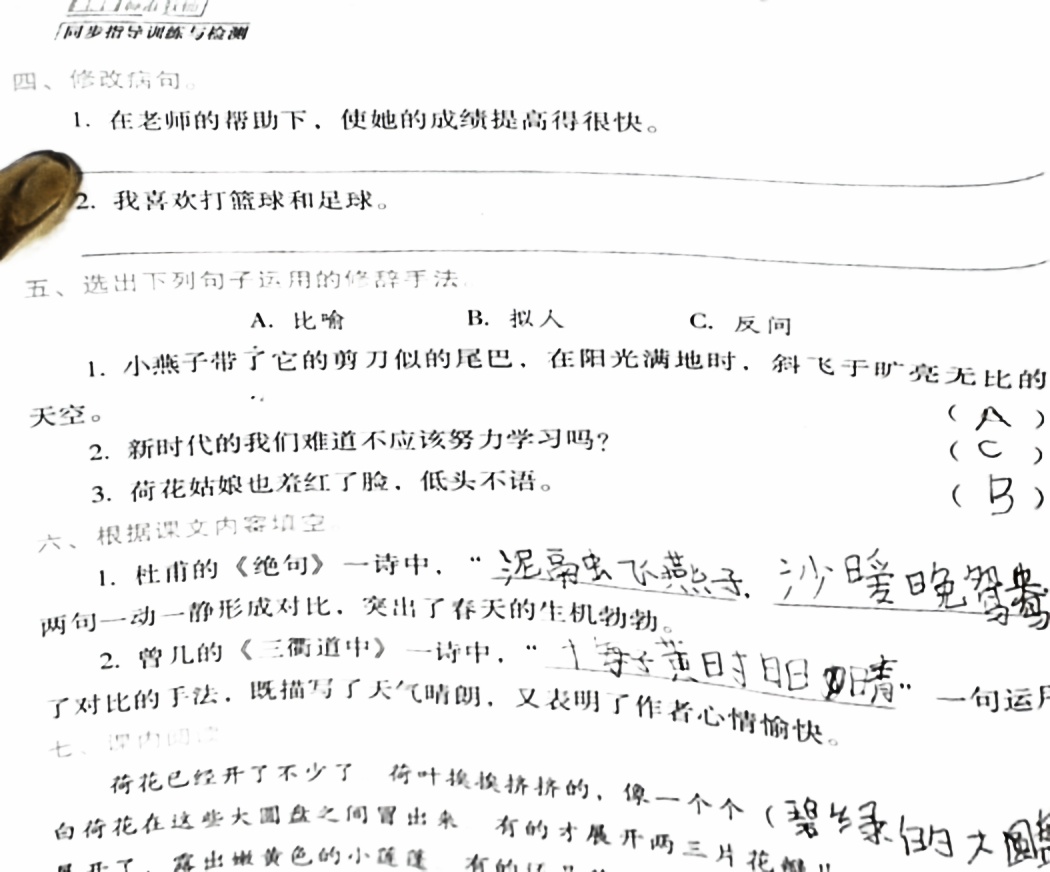 同步指导训练与检测
四、修改病句。
1. 在老师的帮助下，使她的成绩提高得很快。
2. 我喜欢打篮球和足球。
五、选出下列句子运用的修辞手法
A. 比喻 B. 拟人 C. 反问
1. 小燕子带了它的剪刀似的尾巴，在阳光满地时，斜飞于旷亮无比的
天空。 （ A ）
2. 新时代的我们难道不应该努力学习吗？ （ C ）
3. 荷花姑娘也羞红了脸，低头不语。 （ B ）
六、根据课文内容填空
1. 杜甫的《绝句》一诗中，“泥融飞燕子，沙暖晚鸳鸯
两句一动一静形成对比，突出了春天的生机勃勃。
2. 曾几的《三衢道中》一诗中，“ 黄时日日 晴” 一句运用
了对比的手法，既描写了天气晴朗，又表明了作者心情愉快。
七、课内阅读
荷花已经开了不少了 荷叶挨挨挤挤的，像一个个（碧绿的大圆
白荷花在这些大圆盘之间冒出来 有的才展开两三片花瓣
展开了，露出嫩黄色的小莲蓬 有的还